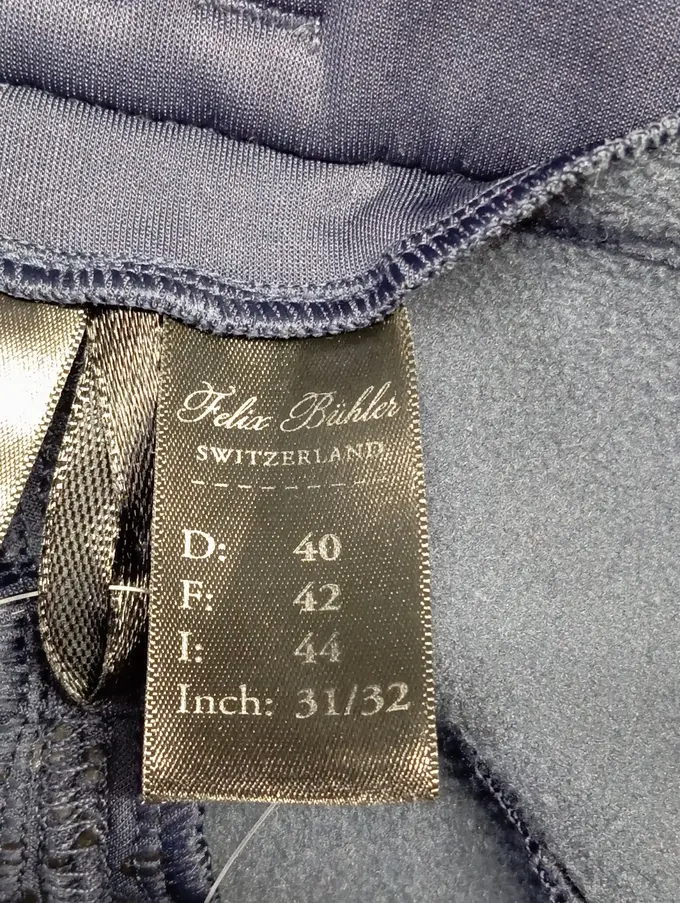 Felix Bühler
SWITZERLAND
D: 40
F: 42
I: 44
Inch: 31/32